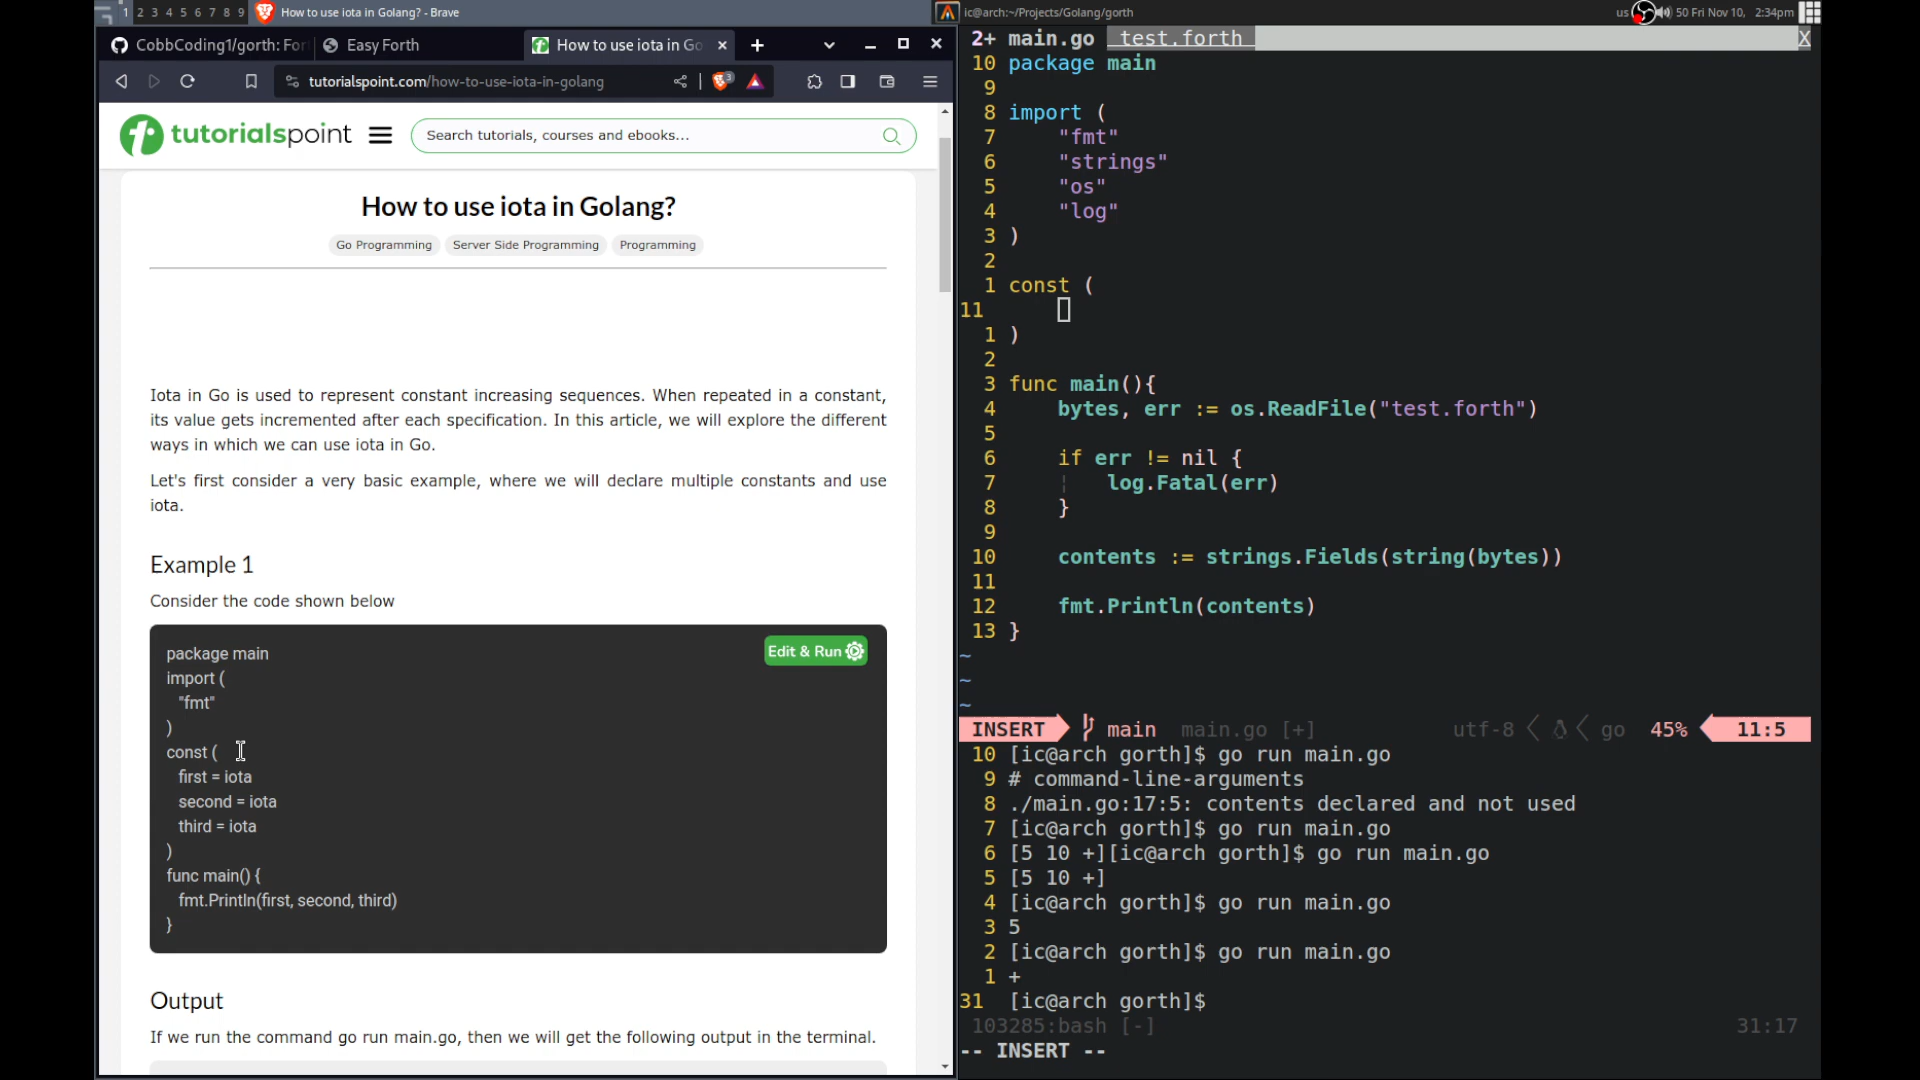 1 2 3 4 5 6 7 8 9 How to use iota in Golang? - Brave
ic@arch:~/Projects/Golang/gorth
us 50 Fri Nov 10, 2:34pm
CobbCoding1/gorth: For
Easy Forth
How to use iota in Go
tutorialspoint.com/how-to-use-iota-in-golang
3
tutorialspoint
Search tutorials, courses and ebooks...
How to use iota in Golang?
Go Programming
Server Side Programming
Programming
Iota in Go is used to represent constant increasing sequences. When repeated in a constant,
its value gets incremented after each specification. In this article, we will explore the different
ways in which we can use iota in Go.
Let's first consider a very basic example, where we will declare multiple constants and use
iota.
Example 1
Consider the code shown below
Edit & Run
package main
import (
"fmt"
)
const (
first = iota
second = iota
third = iota
)
func main() {
fmt.Println(first, second, third)
}
Output
If we run the command go run main.go, then we will get the following output in the terminal.
2+ main.go test.forth X
10 package main
9
8 import (
7 "fmt"
6 "strings"
5 "os"
4 "log"
3 )
2
1 const (
11
1 )
2
3 func main(){
4 bytes, err := os.ReadFile("test.forth")
5
6 if err != nil {
7 ¦ log.Fatal(err)
8 }
9
10 contents := strings.Fields(string(bytes))
11
12 fmt.Println(contents)
13 }
~
~
~
INSERT main main.go [+] utf-8 go 45% 11:5
10 [ic@arch gorth]$ go run main.go
9 # command-line-arguments
8 ./main.go:17:5: contents declared and not used
7 [ic@arch gorth]$ go run main.go
6 [5 10 +][ic@arch gorth]$ go run main.go
5 [5 10 +]
4 [ic@arch gorth]$ go run main.go
3 5
2 [ic@arch gorth]$ go run main.go
1 +
31 [ic@arch gorth]$
103285:bash [-] 31:17
-- INSERT --